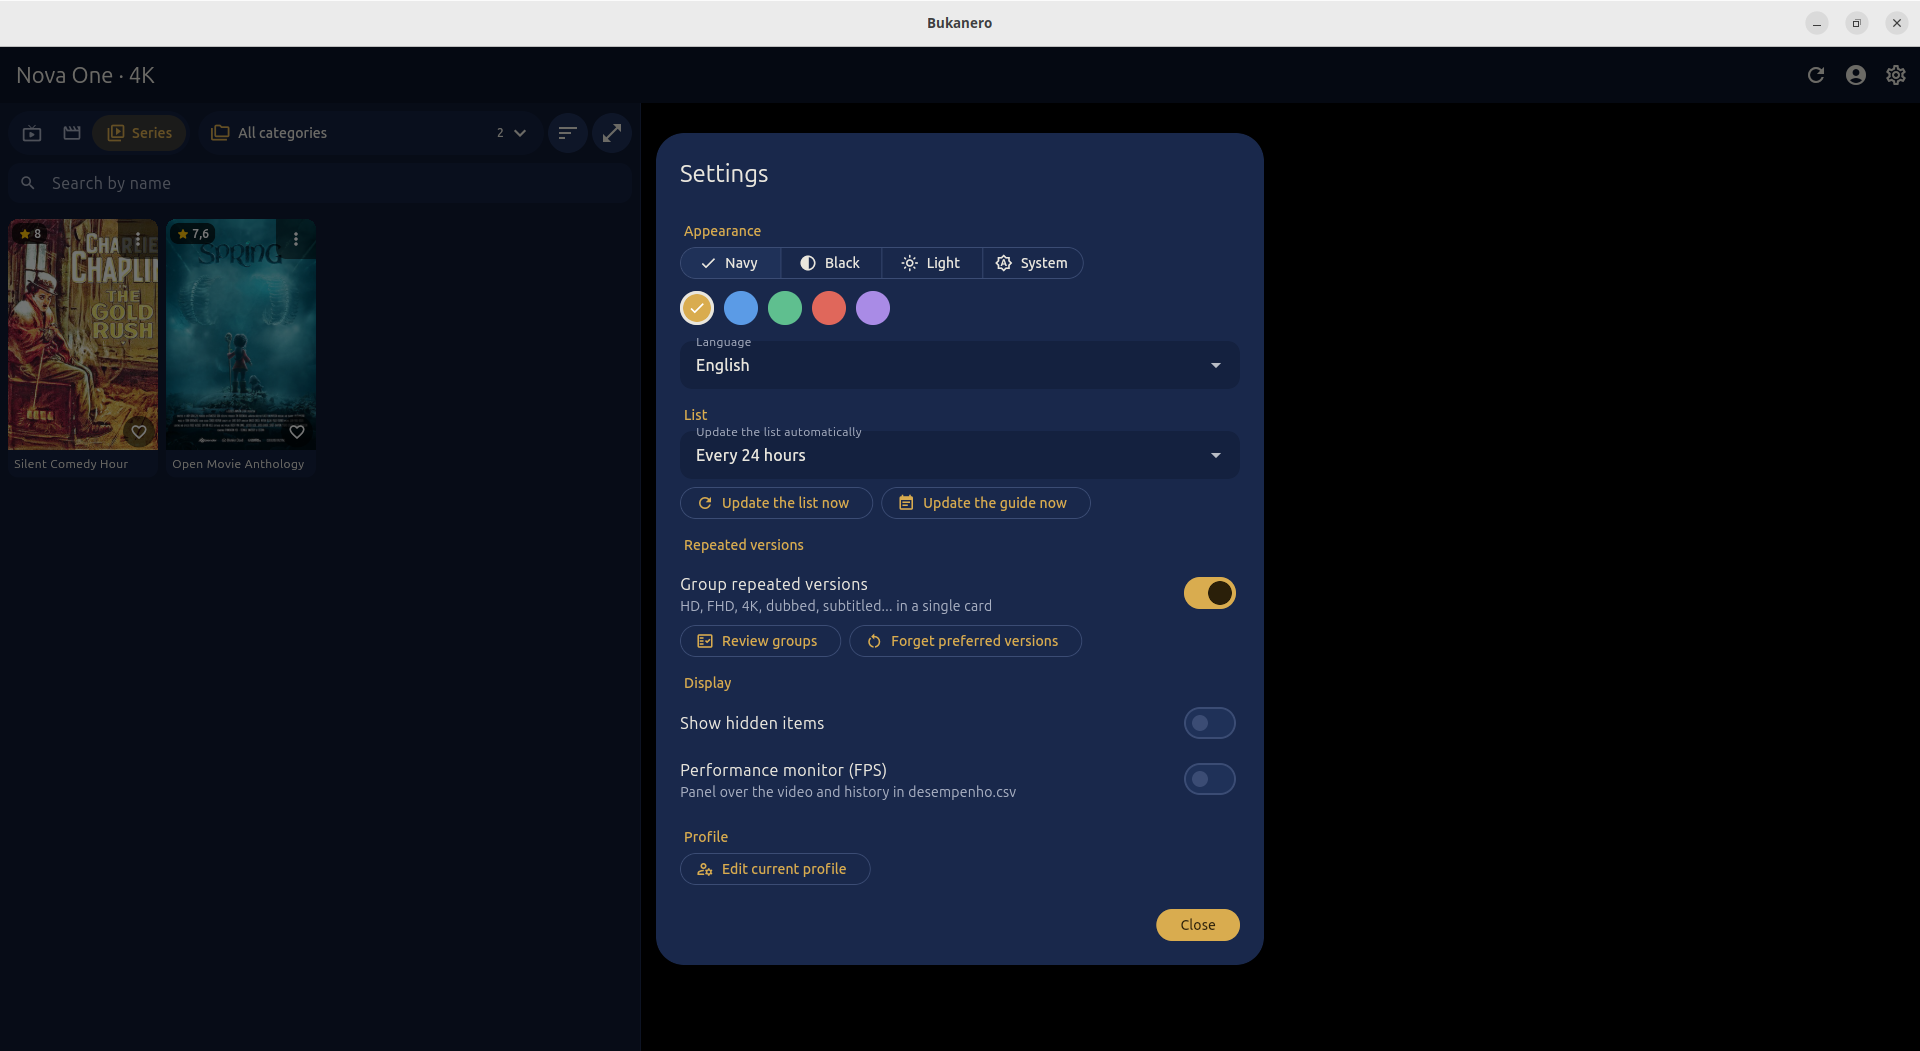 Bukanero
Nova One · 4K
Series
All categories
2
Search by name
8
CHARLIE
CHAPLIN
THE
GOLD
RUSH
Silent Comedy Hour
7,6
SPRING
Open Movie Anthology
Settings
Appearance
Navy
Black
Light
System
Language
English
List
Update the list automatically
Every 24 hours
Update the list now
Update the guide now
Repeated versions
Group repeated versions
HD, FHD, 4K, dubbed, subtitled... in a single card
Review groups
Forget preferred versions
Display
Show hidden items
Performance monitor (FPS)
Panel over the video and history in desempenho.csv
Profile
Edit current profile
Close